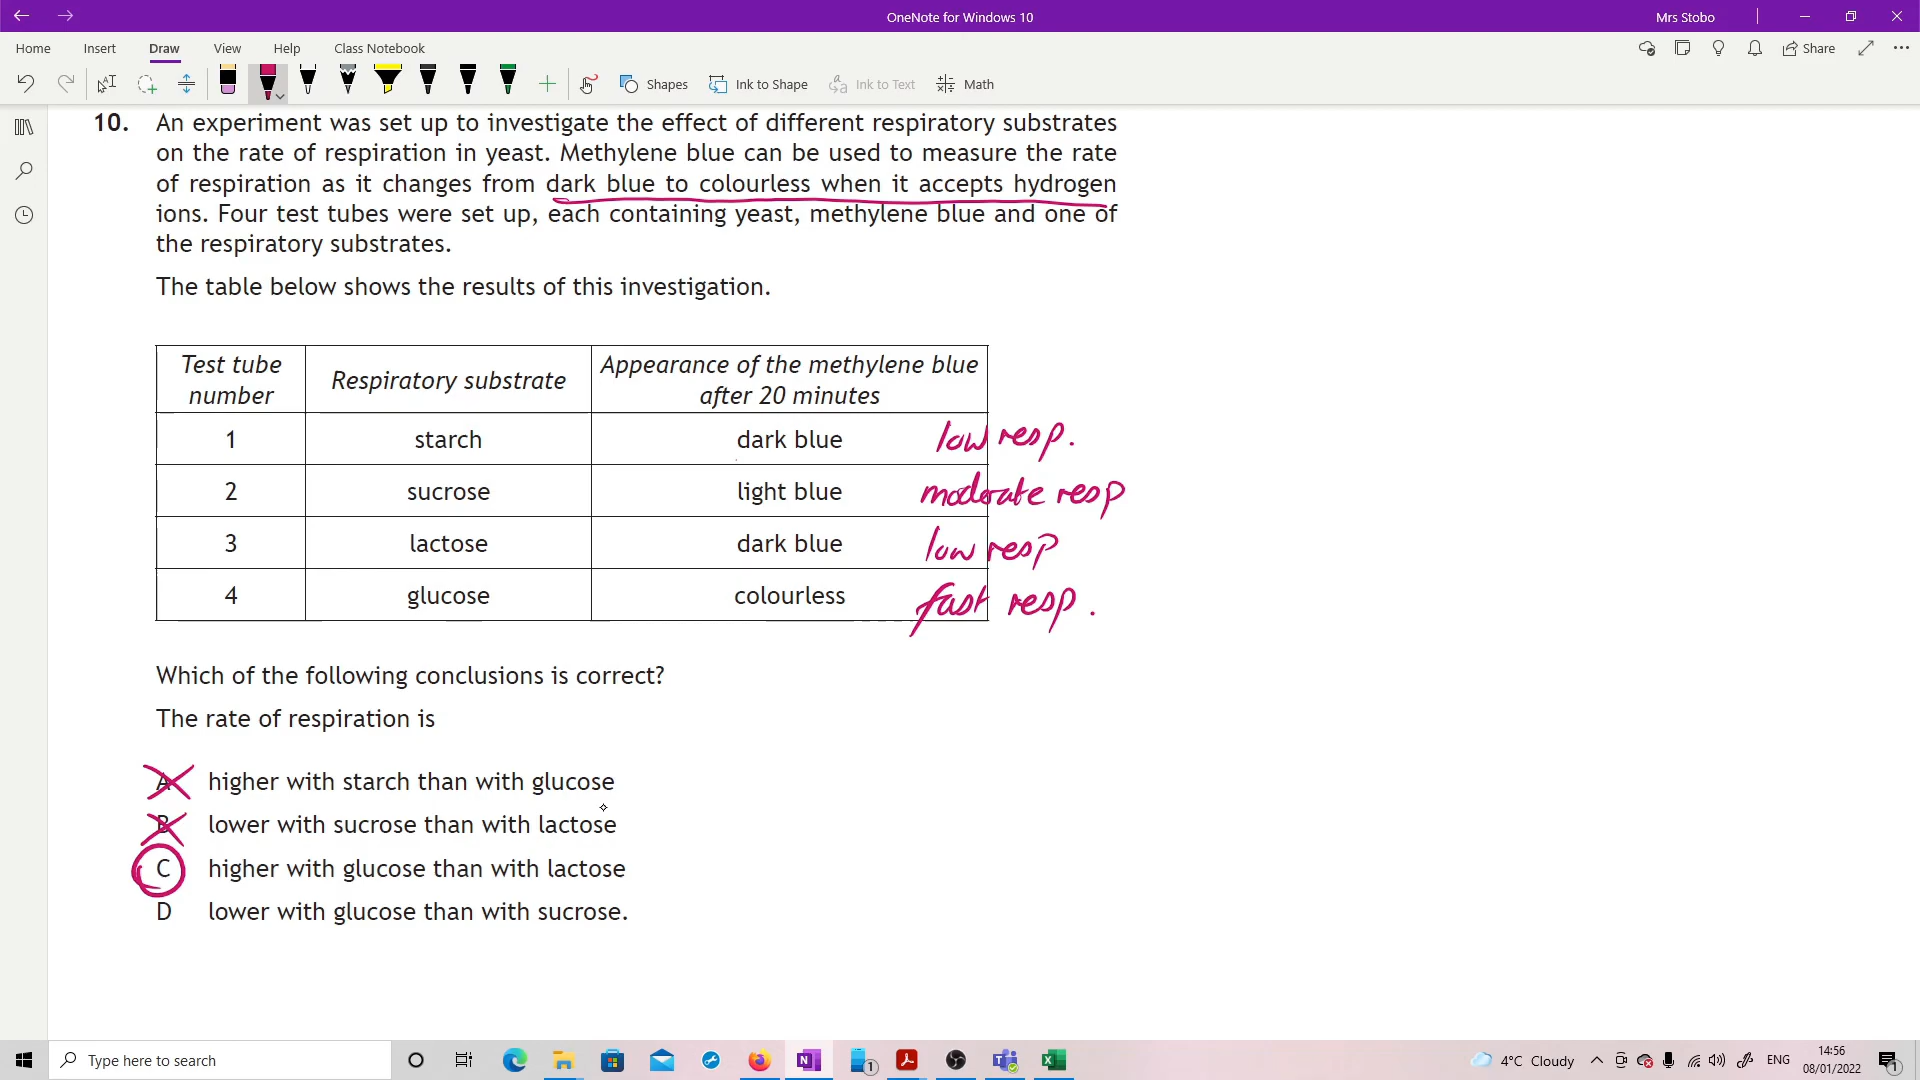 OneNote for Windows 10
Mrs Stobo
Home Insert Draw View Help Class Notebook
Share
Shapes Ink to Shape Ink to Text Math
10. An experiment was set up to investigate the effect of different respiratory substrates
on the rate of respiration in yeast. Methylene blue can be used to measure the rate
of respiration as it changes from dark blue to colourless when it accepts hydrogen
ions. Four test tubes were set up, each containing yeast, methylene blue and one of
the respiratory substrates.
The table below shows the results of this investigation.
Test tube number Respiratory substrate Appearance of the methylene blue after 20 minutes
1 starch dark blue low resp.
2 sucrose light blue moderate resp
3 lactose dark blue low resp
4 glucose colourless fast resp.
Which of the following conclusions is correct?
The rate of respiration is
A higher with starch than with glucose
B lower with sucrose than with lactose
C higher with glucose than with lactose
D lower with glucose than with sucrose.
Type here to search
1
4°C Cloudy
ENG
14:56
08/01/2022
1